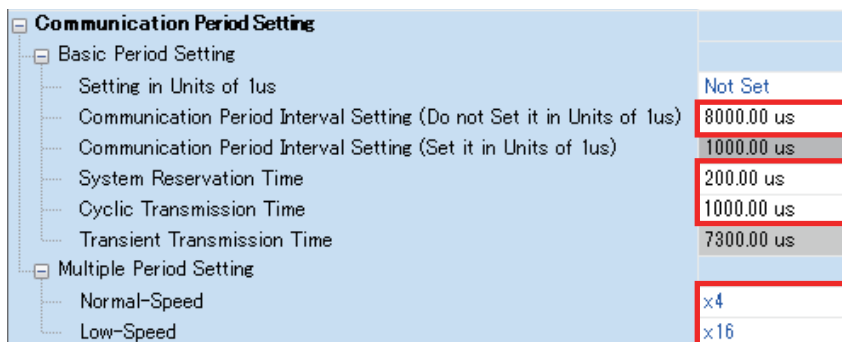 Communication Period Setting
Basic Period Setting
Setting in Units of 1us Not Set
Communication Period Interval Setting (Do not Set it in Units of 1us) 8000.00 us
Communication Period Interval Setting (Set it in Units of 1us) 1000.00 us
System Reservation Time 200.00 us
Cyclic Transmission Time 1000.00 us
Transient Transmission Time 7300.00 us
Multiple Period Setting
Normal-Speed x4
Low-Speed x16